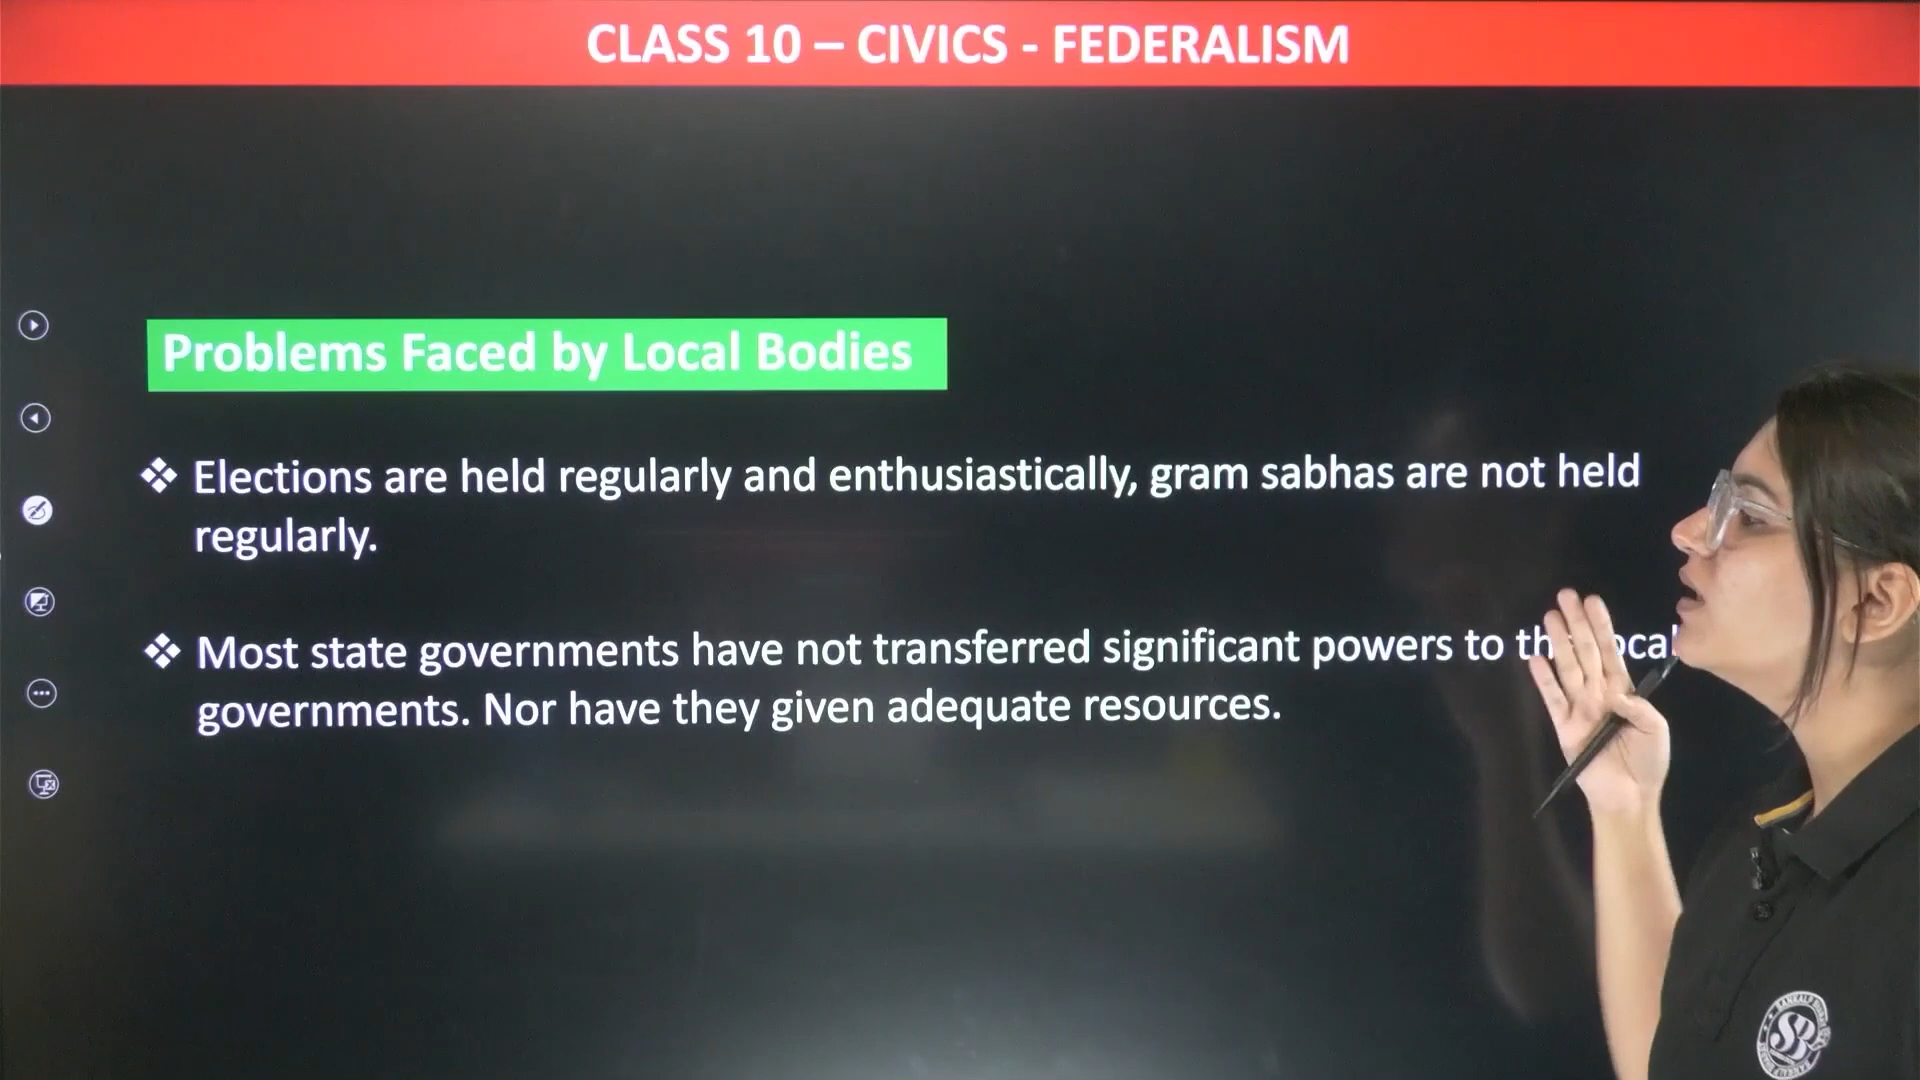 CLASS 10 – CIVICS - FEDERALISM
Problems Faced by Local Bodies
❖ Elections are held regularly and enthusiastically, gram sabhas are not held
regularly.
❖ Most state governments have not transferred significant powers to
governments. Nor have they given adequate resources.
SB